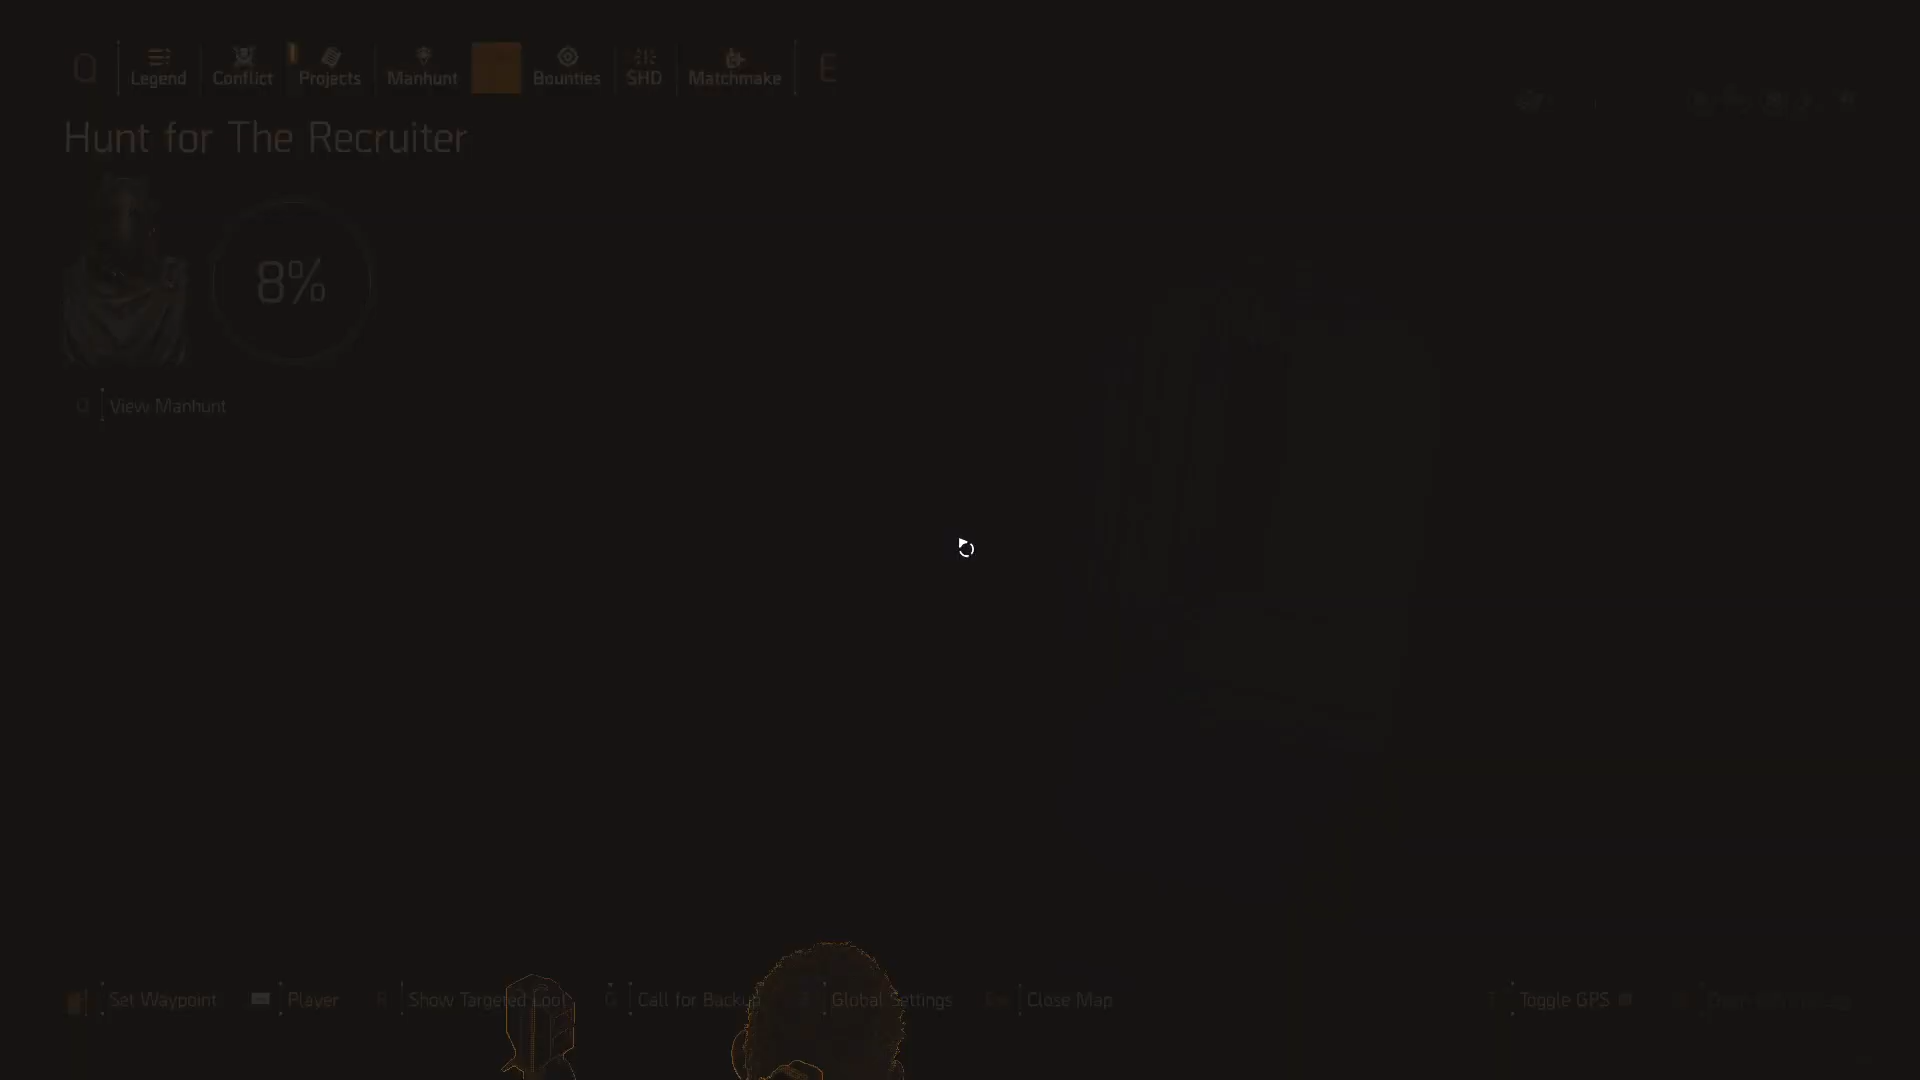 Q Legend Conflict Projects Manhunt Bounties SHD Matchmake E
Hunt for The Recruiter
8%
Q View Manhunt
Set Waypoint Player R Show Targeted Loot G Call for Backup Global Settings Esc Close Map Toggle GPS